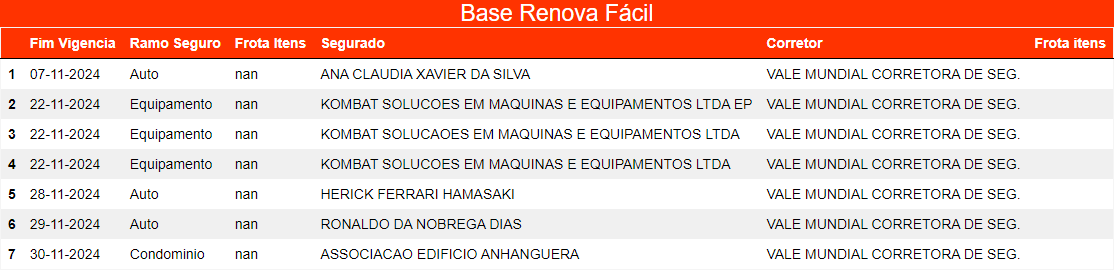 Base Renova Fácil
Fim Vigencia Ramo Seguro Frota Itens Segurado Corretor Frota itens
1 07-11-2024 Auto nan ANA CLAUDIA XAVIER DA SILVA VALE MUNDIAL CORRETORA DE SEG.
2 22-11-2024 Equipamento nan KOMBAT SOLUCOES EM MAQUINAS E EQUIPAMENTOS LTDA EP VALE MUNDIAL CORRETORA DE SEG.
3 22-11-2024 Equipamento nan KOMBAT SOLUCAOES EM MAQUINAS E EQUIPAMENTOS LTDA VALE MUNDIAL CORRETORA DE SEG.
4 22-11-2024 Equipamento nan KOMBAT SOLUCOES EM MAQUINAS E EQUIPAMENTOS LTDA VALE MUNDIAL CORRETORA DE SEG.
5 28-11-2024 Auto nan HERICK FERRARI HAMASAKI VALE MUNDIAL CORRETORA DE SEG.
6 29-11-2024 Auto nan RONALDO DA NOBREGA DIAS VALE MUNDIAL CORRETORA DE SEG.
7 30-11-2024 Condominio nan ASSOCIACAO EDIFICIO ANHANGUERA VALE MUNDIAL CORRETORA DE SEG.